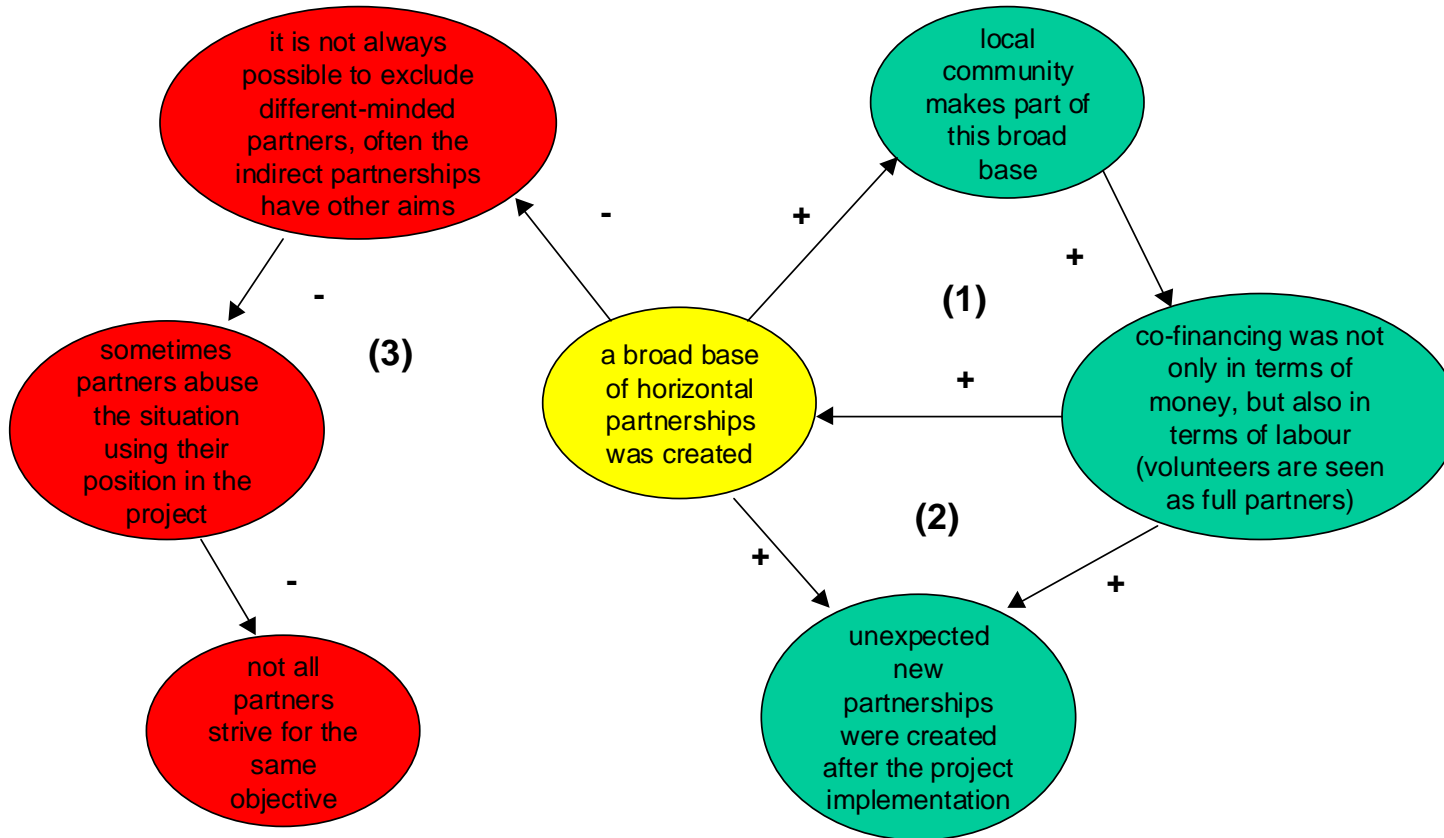 it is not always
possible to exclude
different-minded
partners, often the
indirect partnerships
have other aims
local
community
makes part of
this broad
base
-
+
+
-
(1)
(3)
sometimes
partners abuse
the situation
using their
position in the
project
a broad base
of horizontal
partnerships
was created
+
co-financing was not
only in terms of
money, but also in
terms of labour
(volunteers are seen
as full partners)
(2)
-
+
+
not all
partners
strive for the
same
objective
unexpected
new
partnerships
were created
after the project
implementation